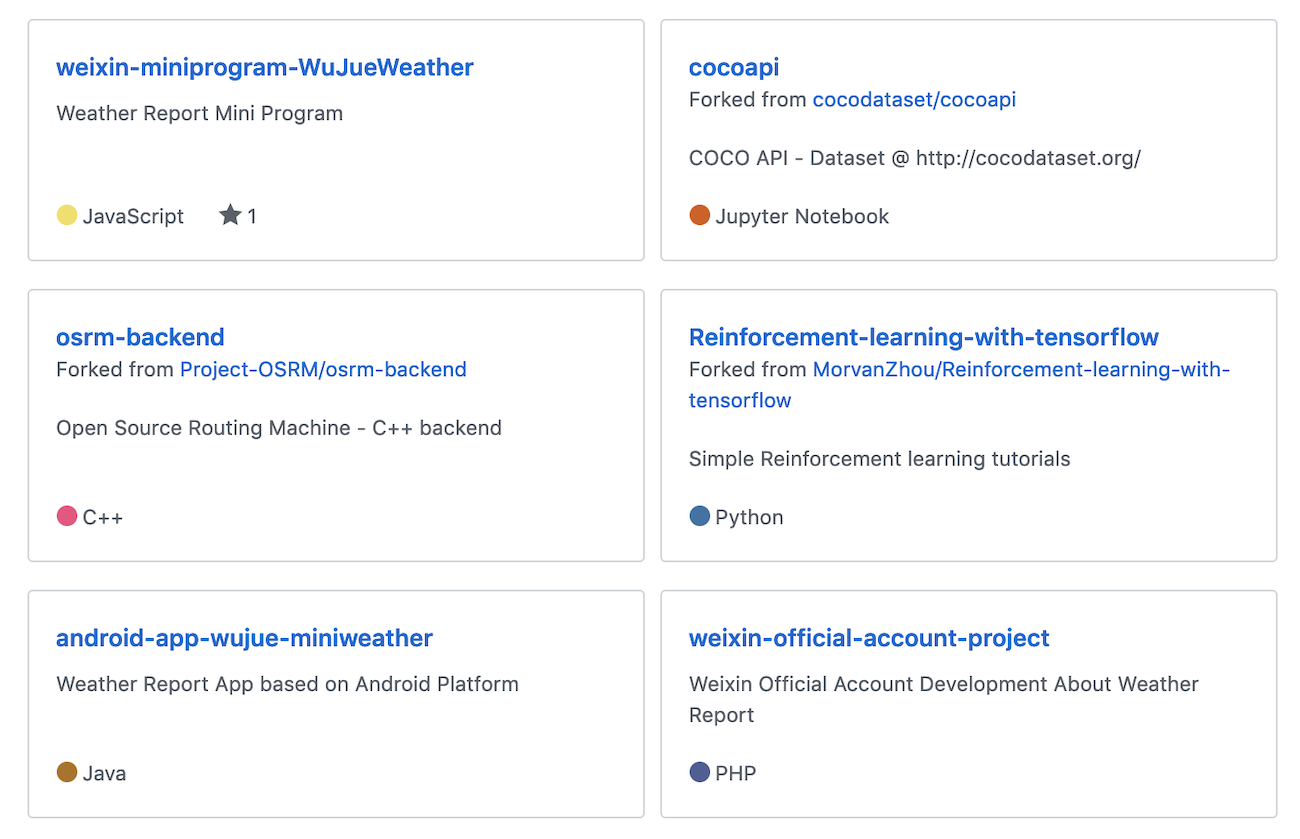 weixin-miniprogram-WuJueWeather
Weather Report Mini Program
JavaScript 1
cocoapi
Forked from cocodataset/cocoapi
COCO API - Dataset @ http://cocodataset.org/
Jupyter Notebook
osrm-backend
Forked from Project-OSRM/osrm-backend
Open Source Routing Machine - C++ backend
C++
Reinforcement-learning-with-tensorflow
Forked from MorvanZhou/Reinforcement-learning-with-
tensorflow
Simple Reinforcement learning tutorials
Python
android-app-wujue-miniweather
Weather Report App based on Android Platform
Java
weixin-official-account-project
Weixin Official Account Development About Weather
Report
PHP